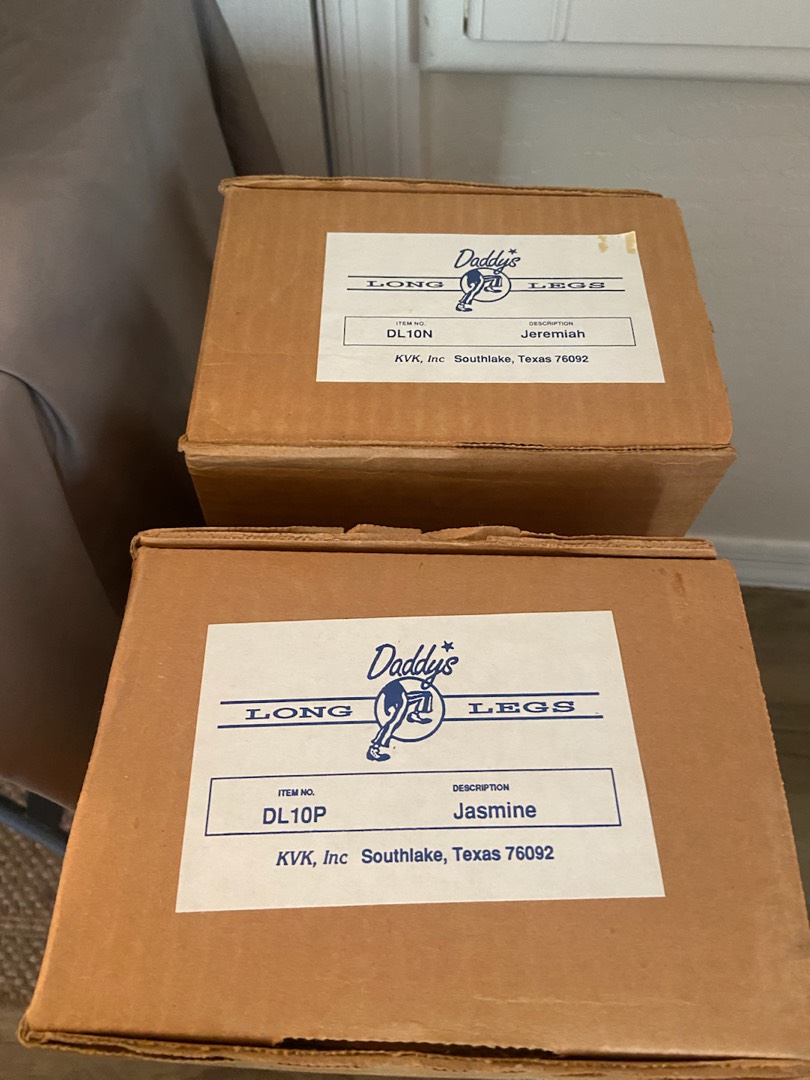 Daddy's
LONG LEGS
ITEM NO. DESCRIPTION
DL10N Jeremiah
KVK, Inc Southlake, Texas 76092
Daddy's
LONG LEGS
ITEM NO. DESCRIPTION
DL10P Jasmine
KVK, Inc Southlake, Texas 76092